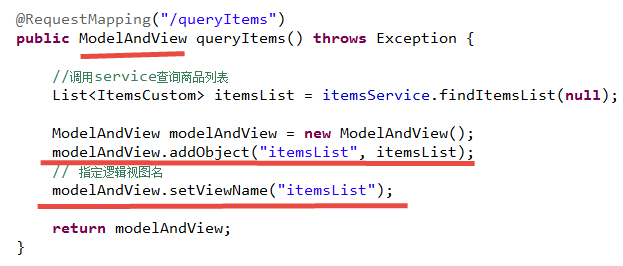 @RequestMapping("/queryItems")
public ModelAndView queryItems() throws Exception {
//调用service查询商品列表
List<ItemsCustom> itemsList = itemsService.findItemsList(null);
ModelAndView modelAndView = new ModelAndView();
modelAndView.addObject("itemsList", itemsList);
// 指定逻辑视图名
modelAndView.setViewName("itemsList");
return modelAndView;
}